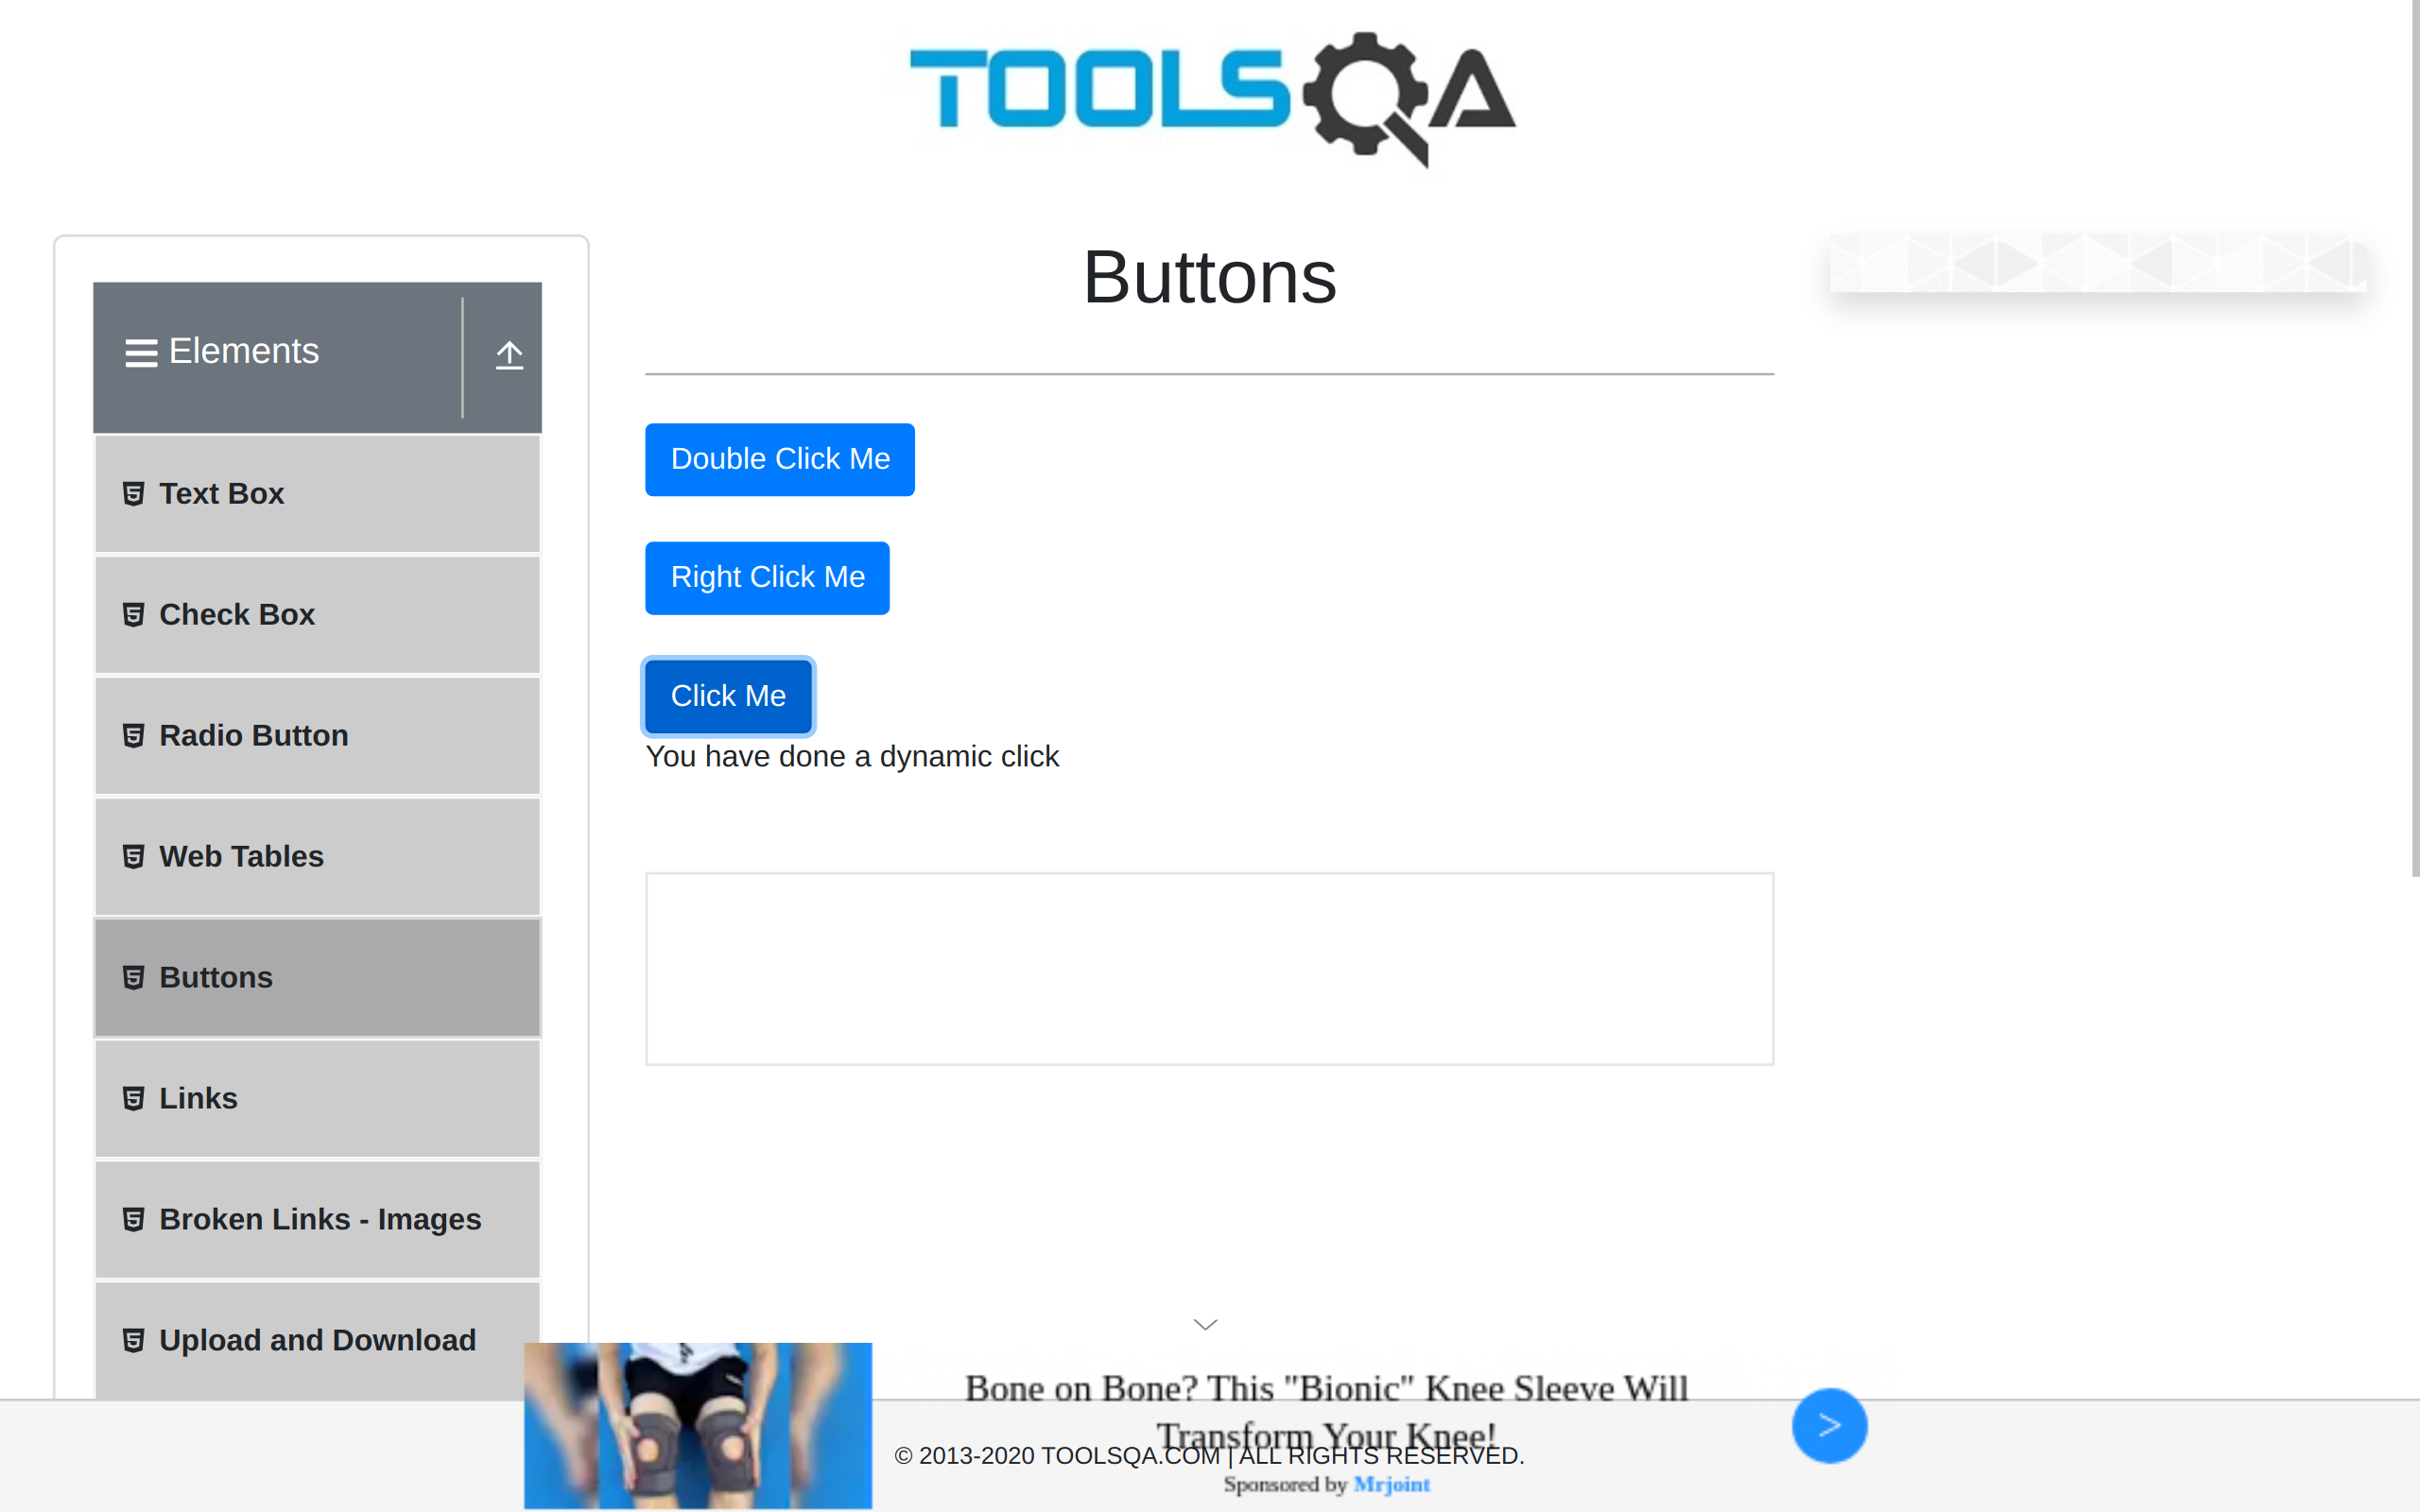 TOOLSQA
Buttons
Elements
Text Box
Check Box
Radio Button
Web Tables
Buttons
Links
Broken Links - Images
Upload and Download
Double Click Me
Right Click Me
Click Me
You have done a dynamic click
Bone on Bone? This "Bionic" Knee Sleeve Will
Transform Your Knee!
© 2013-2020 TOOLSQA.COM | ALL RIGHTS RESERVED.
Sponsored by Mrjoint